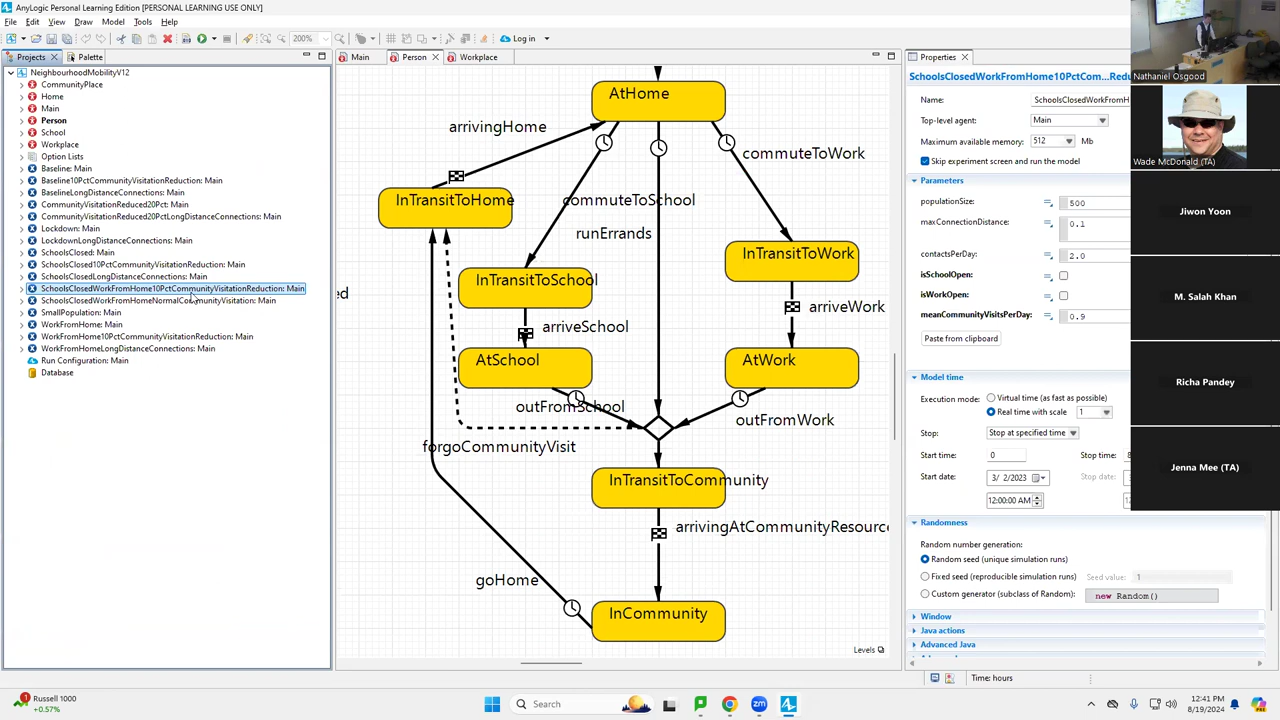 AnyLogic Personal Learning Edition [PERSONAL LEARNING USE ONLY]
File Edit View Draw Model Tools Help
200% Log in
Projects Palette
NeighbourhoodMobilityV12
CommunityPlace
Home
Main
Person
School
Workplace
Option Lists
Baseline: Main
Baseline10PctCommunityVisitationReduction: Main
BaselineLongDistanceConnections: Main
CommunityVisitationReduced20Pct: Main
CommunityVisitationReduced20PctLongDistanceConnections: Main
Lockdown: Main
LockdownLongDistanceConnections: Main
SchoolsClosed: Main
SchoolsClosed10PctCommunityVisitationReduction: Main
SchoolsClosedLongDistanceConnections: Main
SchoolsClosedWorkFromHome10PctCommunityVisitationReduction: Main
SchoolsClosedWorkFromHomeNormalCommunityVisitation: Main
SmallPopulation: Main
WorkFromHome: Main
WorkFromHome10PctCommunityVisitationReduction: Main
WorkFromHomeLongDistanceConnections: Main
Run Configuration: Main
Database
Main Person Workplace
AtHome
arrivingHome
commuteToWork
InTransitToHome
commuteToSchool
runErrands
InTransitToWork
InTransitToSchool
ed
arriveWork
arriveSchool
AtSchool
AtWork
outFromSchool
outFromWork
forgoCommunityVisit
InTransitToCommunity
arrivingAtCommunityResource
goHome
InCommunity
Levels
Properties
SchoolsClosedWorkFromHome10PctCom...Redu
Name: SchoolsClosedWorkFromH
Top-level agent: Main
Maximum available memory: 512 Mb
Skip experiment screen and run the model
Parameters
populationSize: 500
maxConnectionDistance: 0.1
contactsPerDay: 2.0
isSchoolOpen:
isWorkOpen:
meanCommunityVisitsPerDay: 0.9
Paste from clipboard
Model time
Execution mode: Virtual time (as fast as possible)
Real time with scale 1
Stop: Stop at specified time
Start time: 0 Stop time: 8
Start date: 3/ 2/2023 Stop date:
12:00:00 AM 12
Randomness
Random number generation:
Random seed (unique simulation runs)
Fixed seed (reproducible simulation runs) Seed value: 1
Custom generator (subclass of Random): new Random()
Window
Java actions
Advanced Java
Time: hours
Nathaniel Osgood
Wade McDonald (TA)
Jiwon Yoon
M. Salah Khan
Richa Pandey
Jenna Mee (TA)
1
Russell 1000
+0.57%
Search
12:41 PM
8/19/2024